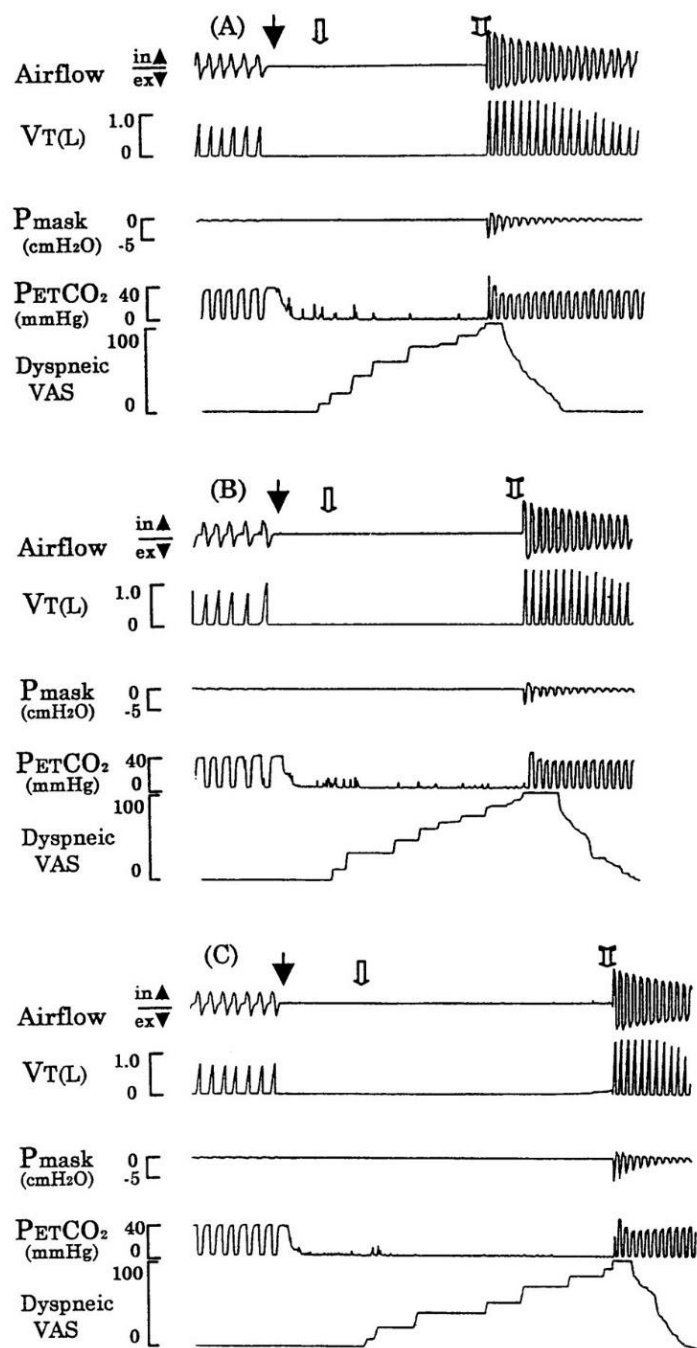 (A)
Airflow in▲
ex▼
VT(L) 1.0
0
Pmask 0
(cmH2O) -5
PETCO2 40
(mmHg) 0
Dyspneic 100
VAS 0
(B)
Airflow in▲
ex▼
VT(L) 1.0
0
Pmask 0
(cmH2O) -5
PETCO2 40
(mmHg) 0
Dyspneic 100
VAS 0
(C)
Airflow in▲
ex▼
VT(L) 1.0
0
Pmask 0
(cmH2O) -5
PETCO2 40
(mmHg) 0
Dyspneic 100
VAS 0